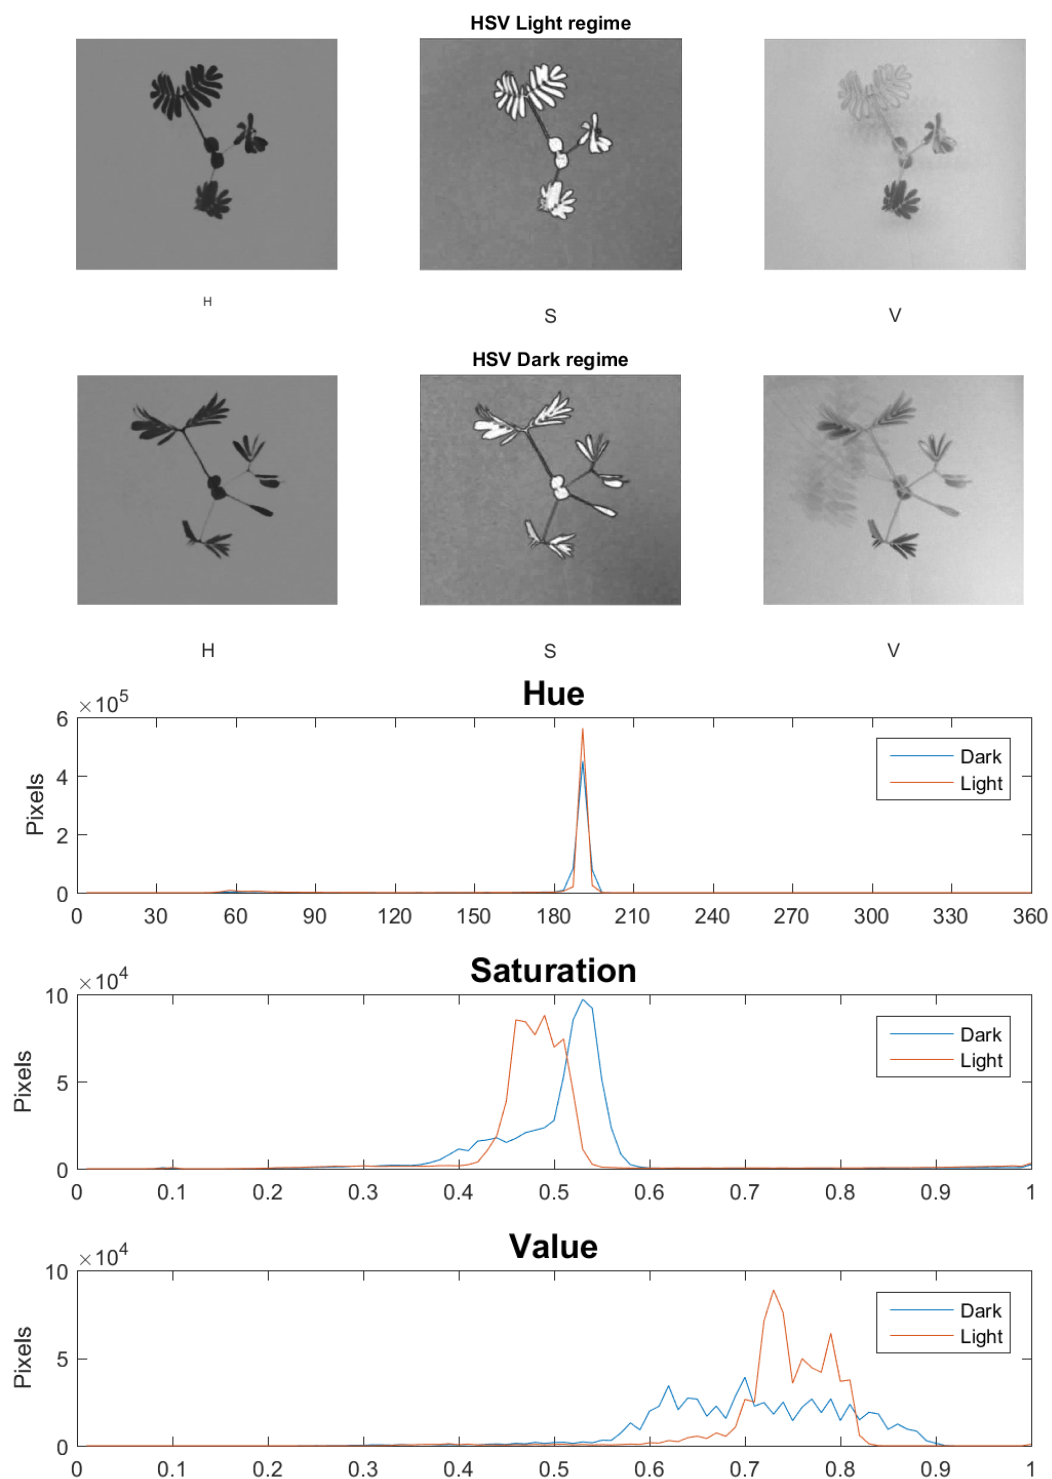 HSV Light regime
H S V
HSV Dark regime
H S V
Hue
×10^5
6
4
2
0
Pixels
Dark
Light
0 30 60 90 120 150 180 210 240 270 300 330 360
Saturation
×10^4
10
5
0
Pixels
Dark
Light
0 0.1 0.2 0.3 0.4 0.5 0.6 0.7 0.8 0.9 1
Value
×10^4
10
5
0
Pixels
Dark
Light
0 0.1 0.2 0.3 0.4 0.5 0.6 0.7 0.8 0.9 1